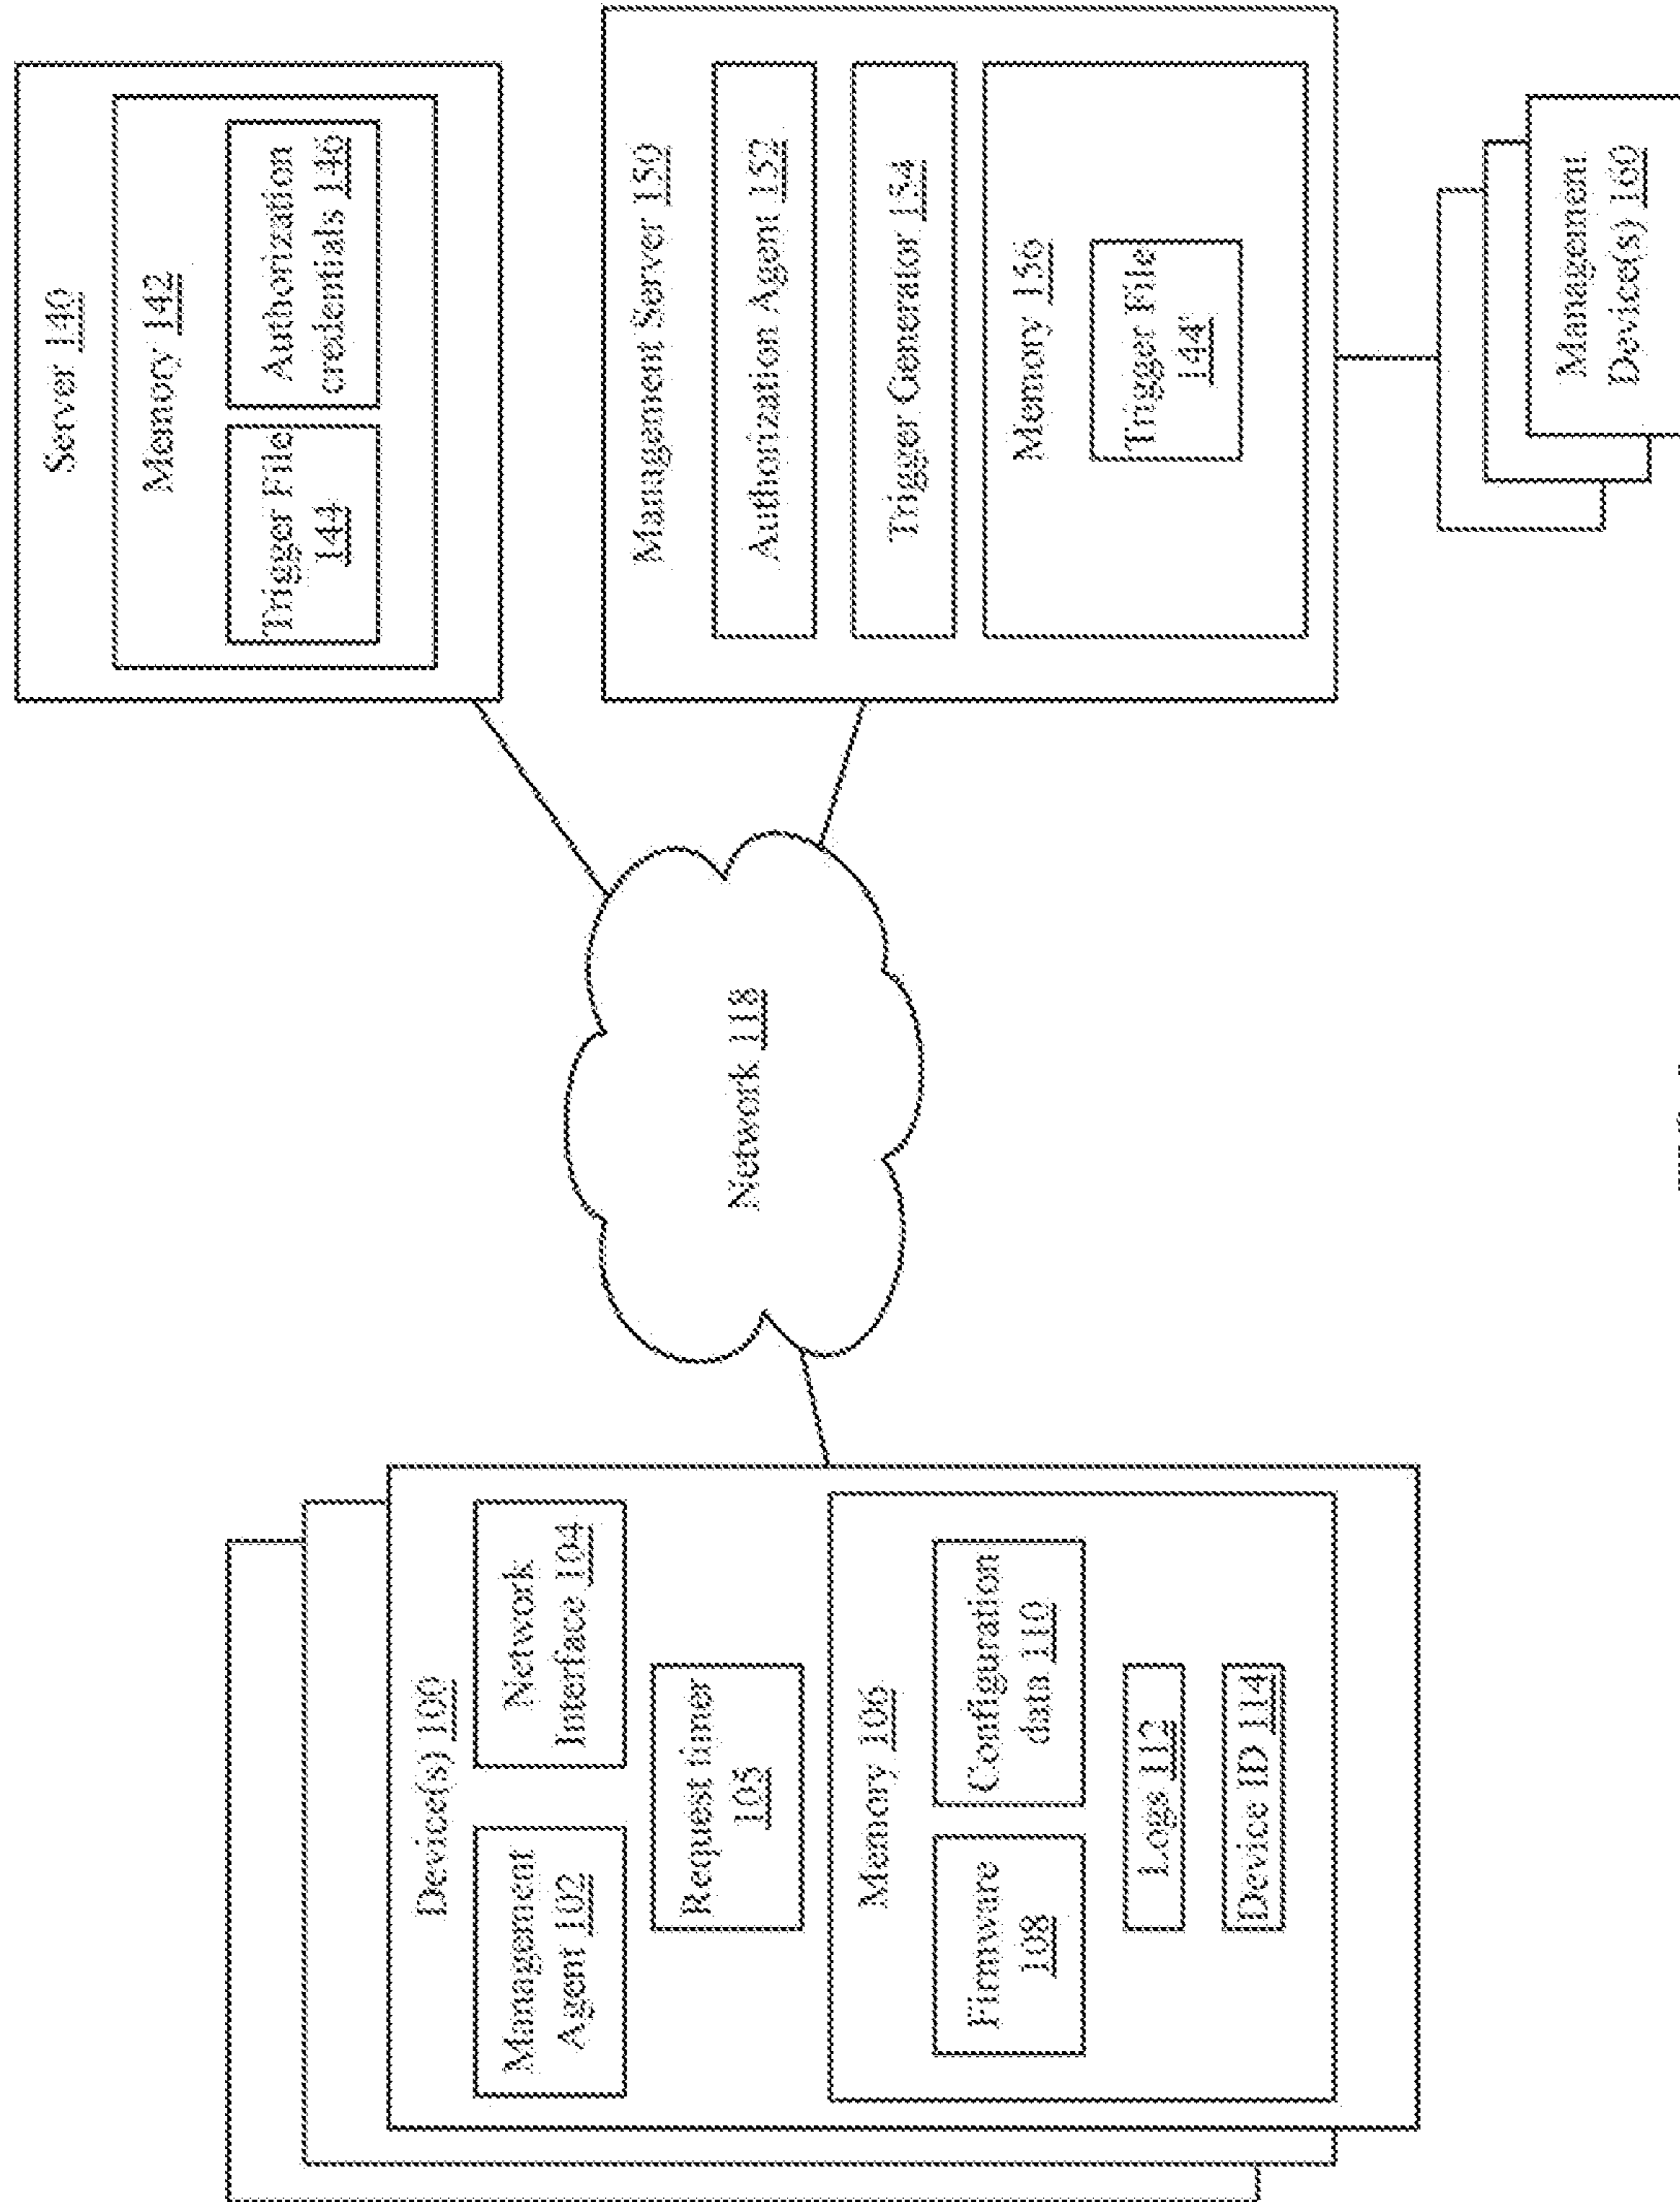 Device(s) 100
Management
Agent 102
Network
Interface 104
Request timer
105
Memory 106
Firmware
108
Configuration
data 110
Logs 112
Device ID 114
Network 118
Server 140
Memory 142
Trigger File
144
Authorization
credentials 146
Management Server 150
Authorization Agent 152
Trigger Generator 154
Memory 156
Trigger File
144'
Management
Device(s) 160